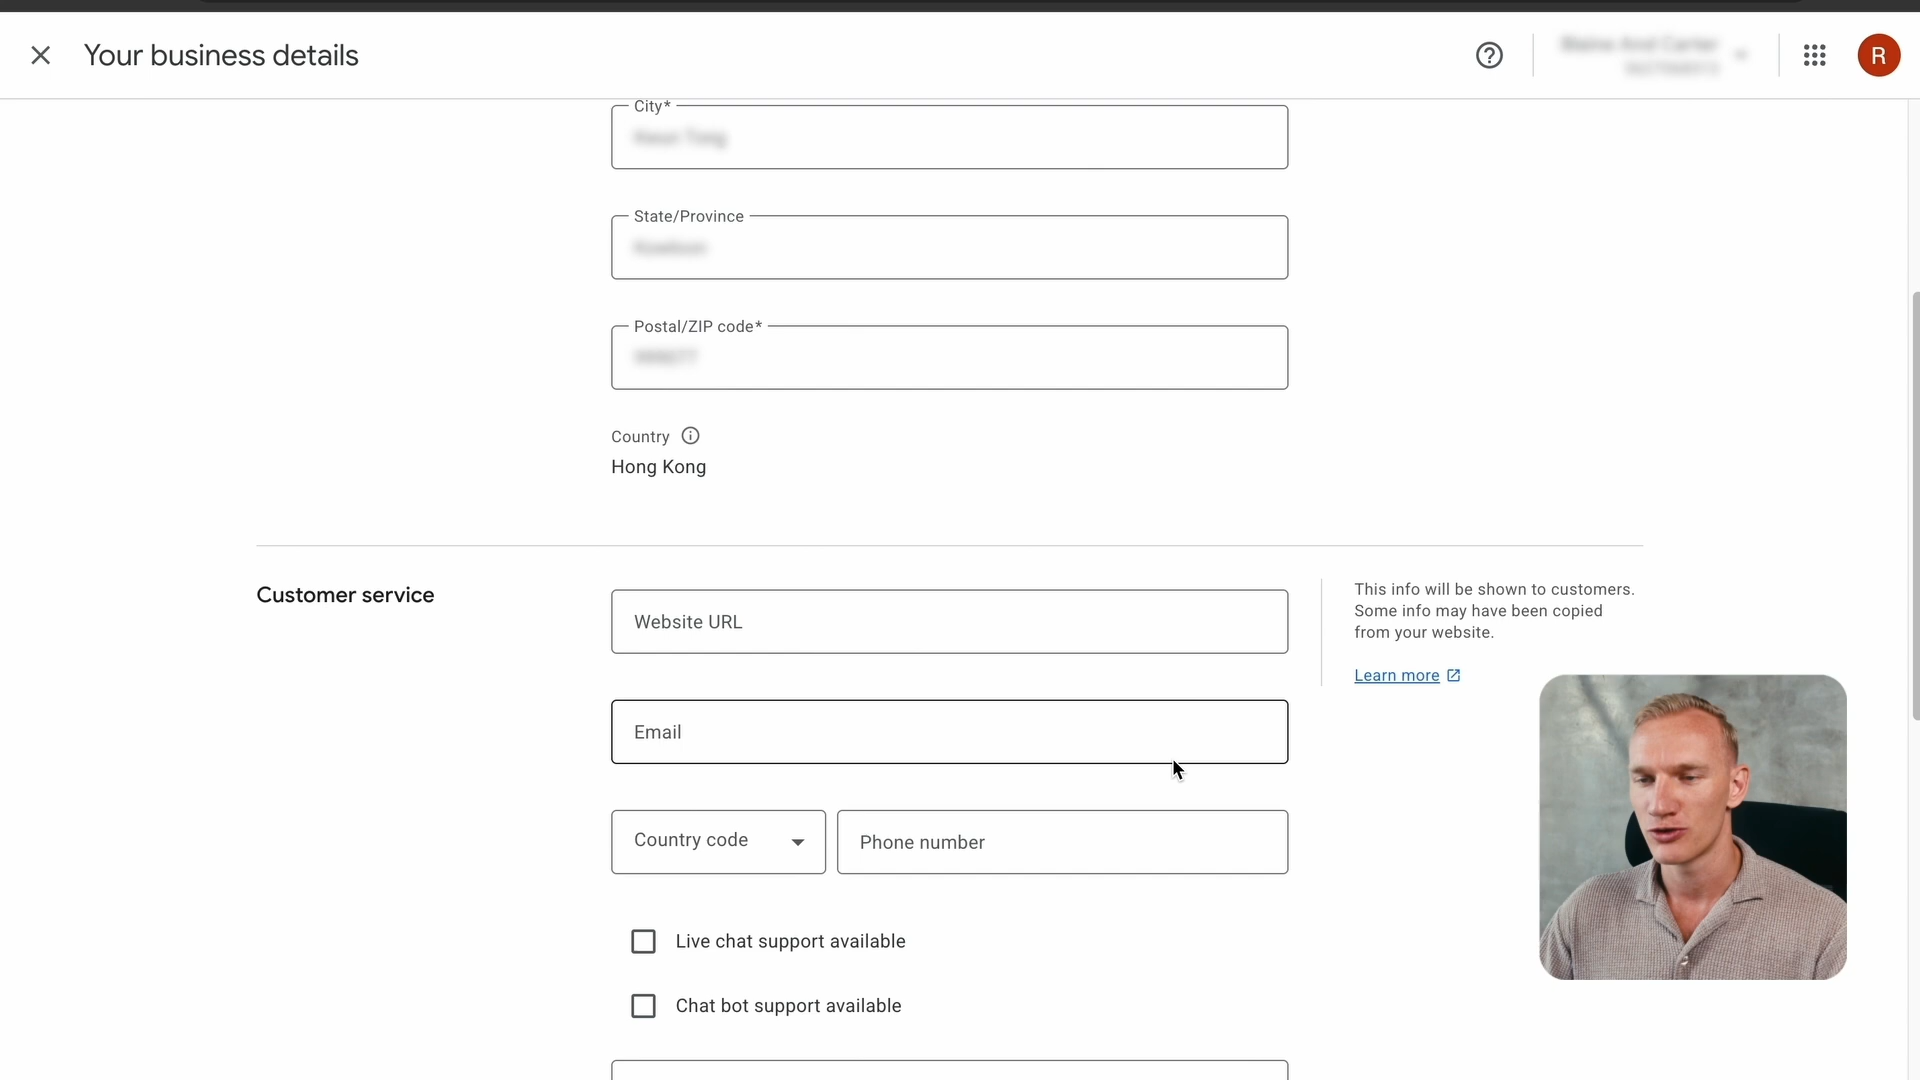 Your business details
R
City*
State/Province
Postal/ZIP code*
Country
Hong Kong
Customer service
Website URL
This info will be shown to customers.
Some info may have been copied
from your website.
Learn more
Email
Country code
Phone number
Live chat support available
Chat bot support available